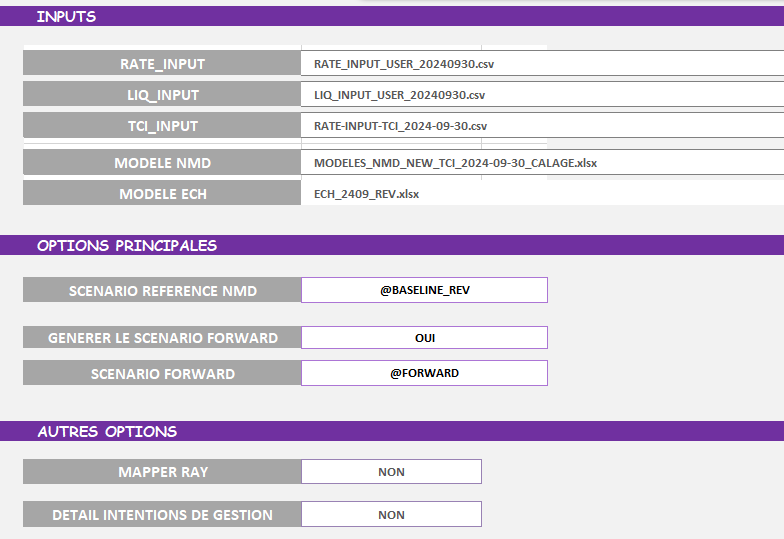 INPUTS
RATE_INPUT RATE_INPUT_USER_20240930.csv
LIQ_INPUT LIQ_INPUT_USER_20240930.csv
TCI_INPUT RATE-INPUT-TCI_2024-09-30.csv
MODELE NMD MODELES_NMD_NEW_TCI_2024-09-30_CALAGE.xlsx
MODELE ECH ECH_2409_REV.xlsx
OPTIONS PRINCIPALES
SCENARIO REFERENCE NMD @BASELINE_REV
GENERER LE SCENARIO FORWARD OUI
SCENARIO FORWARD @FORWARD
AUTRES OPTIONS
MAPPER RAY NON
DETAIL INTENTIONS DE GESTION NON